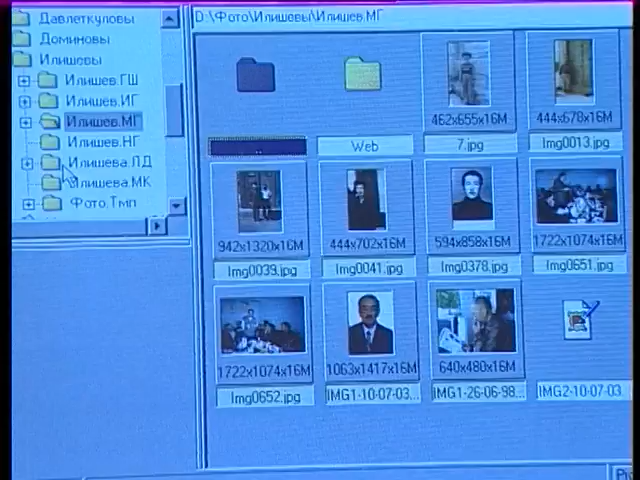 Давлеткуловы
Доминовы
Илишевы
Илишев.ГШ
Илишев.ИГ
Илишев.МГ
Илишев.НГ
Илишева.ЛД
Илишева.МК
Фото.Тмп
D:\Фото\Илишевы\Илишев.МГ
462x655x16M
444x678x16M
Web
7.jpg
Img0013.jpg
942x1320x16M
444x702x16M
594x858x16M
1722x1074x16M
Img0039.jpg
Img0041.jpg
Img0378.jpg
Img0651.jpg
1722x1074x16M
1063x1417x16M
640x480x16M
Img0652.jpg
IMG1-10-07-03...
IMG1-26-06-98...
IMG2-10-07-03